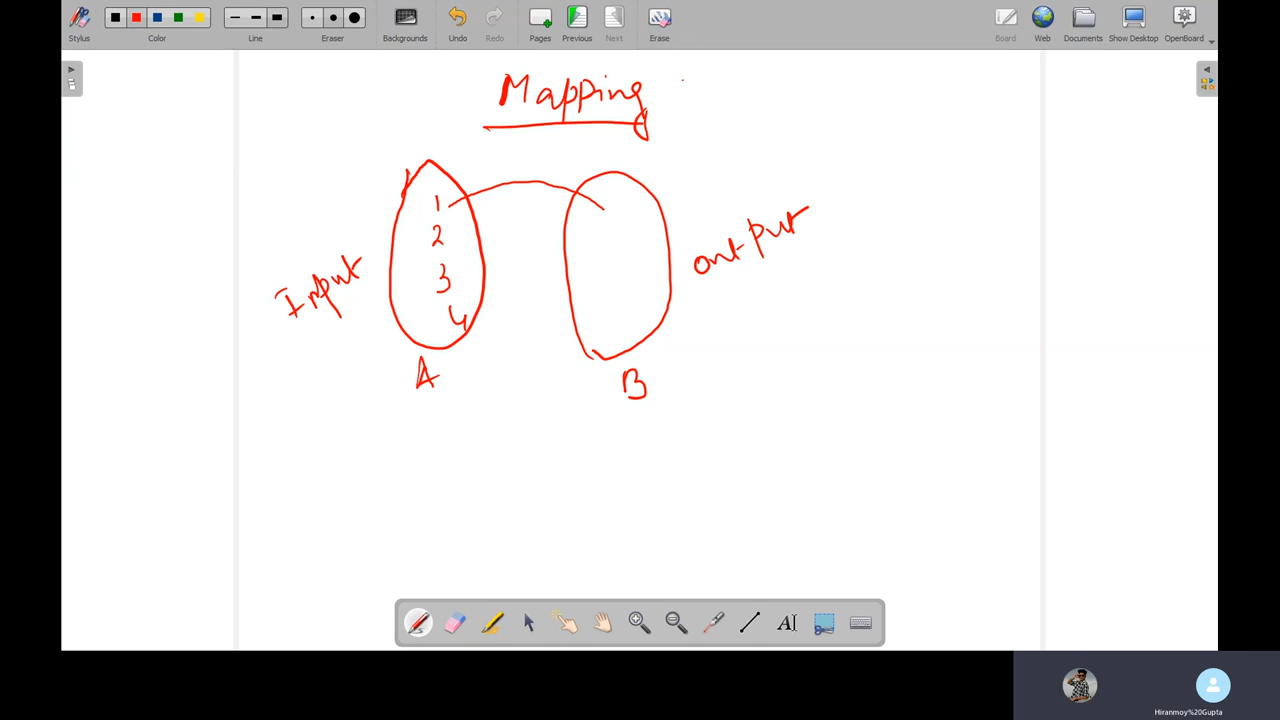 Stylus
Color
Line
Eraser
Backgrounds
Undo
Redo
Pages
Previous
Next
Erase
Board
Web
Documents
Show Desktop
OpenBoard
Mapping
1
2
3
4
Input
output
A
B
Hiranmoy%20Gupta